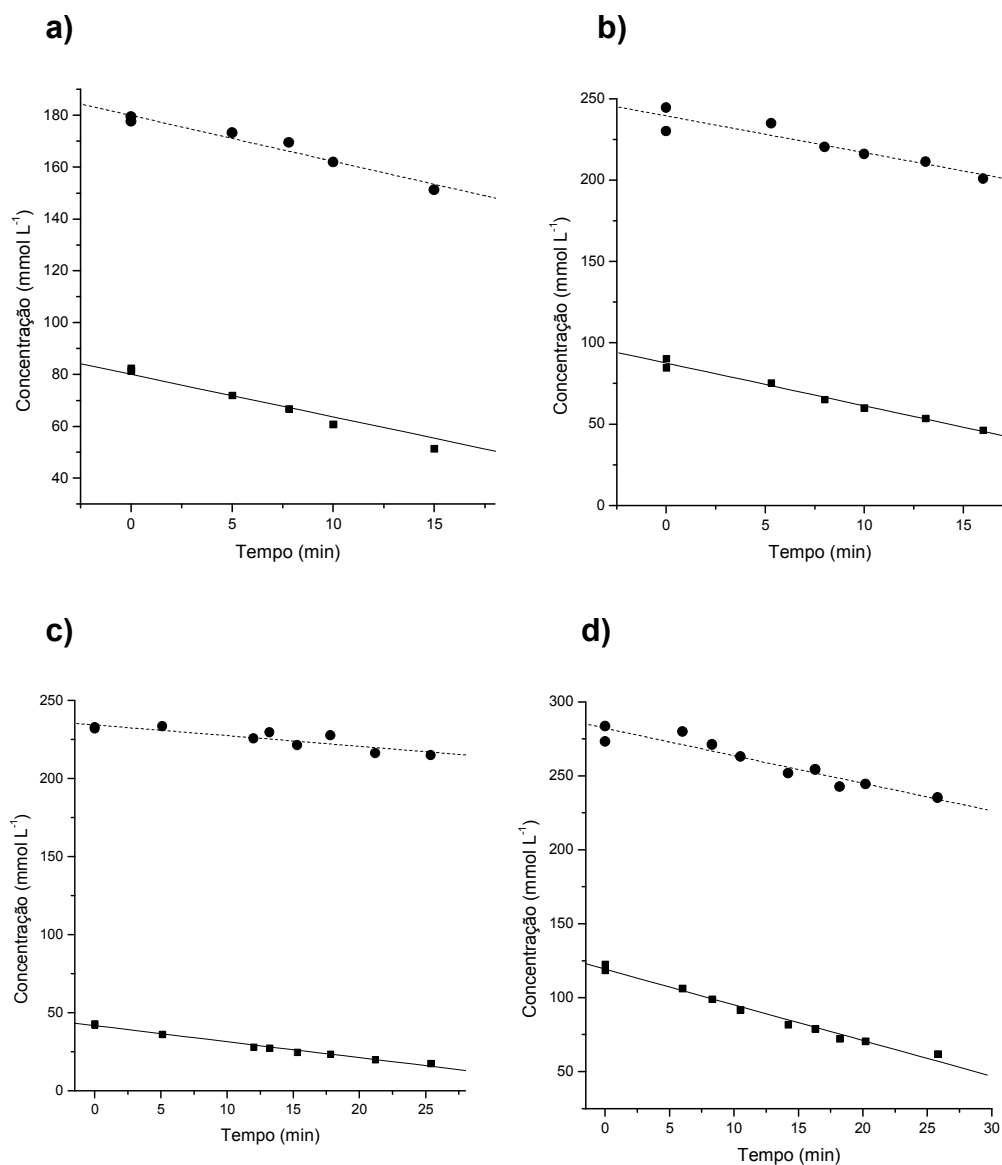 a)
Concentração (mmol L⁻¹)
180
160
140
120
100
80
60
40
0 5 10 15
Tempo (min)
b)
Concentração (mmol L⁻¹)
250
200
150
100
50
0
0 5 10 15
Tempo (min)
c)
Concentração (mmol L⁻¹)
250
200
150
100
50
0
0 5 10 15 20 25
Tempo (min)
d)
Concentração (mmol L⁻¹)
300
250
200
150
100
50
0 5 10 15 20 25 30
Tempo (min)